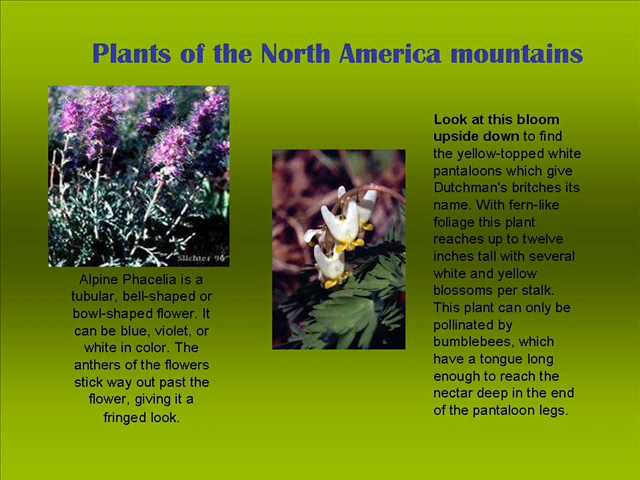 Plants of the North America mountains
Slichter 96
Alpine Phacelia is a
tubular, bell-shaped or
bowl-shaped flower. It
can be blue, violet, or
white in color. The
anthers of the flowers
stick way out past the
flower, giving it a
fringed look.
Look at this bloom
upside down to find
the yellow-topped white
pantaloons which give
Dutchman's britches its
name. With fern-like
foliage this plant
reaches up to twelve
inches tall with several
white and yellow
blossoms per stalk.
This plant can only be
pollinated by
bumblebees, which
have a tongue long
enough to reach the
nectar deep in the end
of the pantaloon legs.